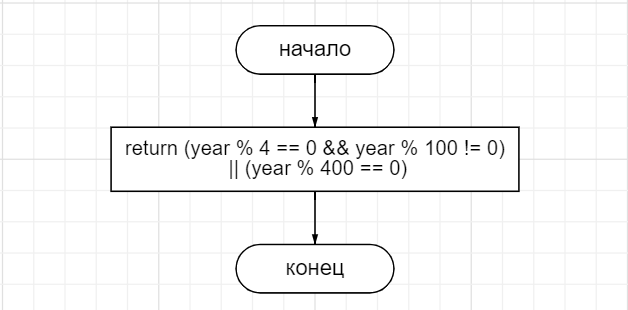 начало
return (year % 4 == 0 && year % 100 != 0)
|| (year % 400 == 0)
конец